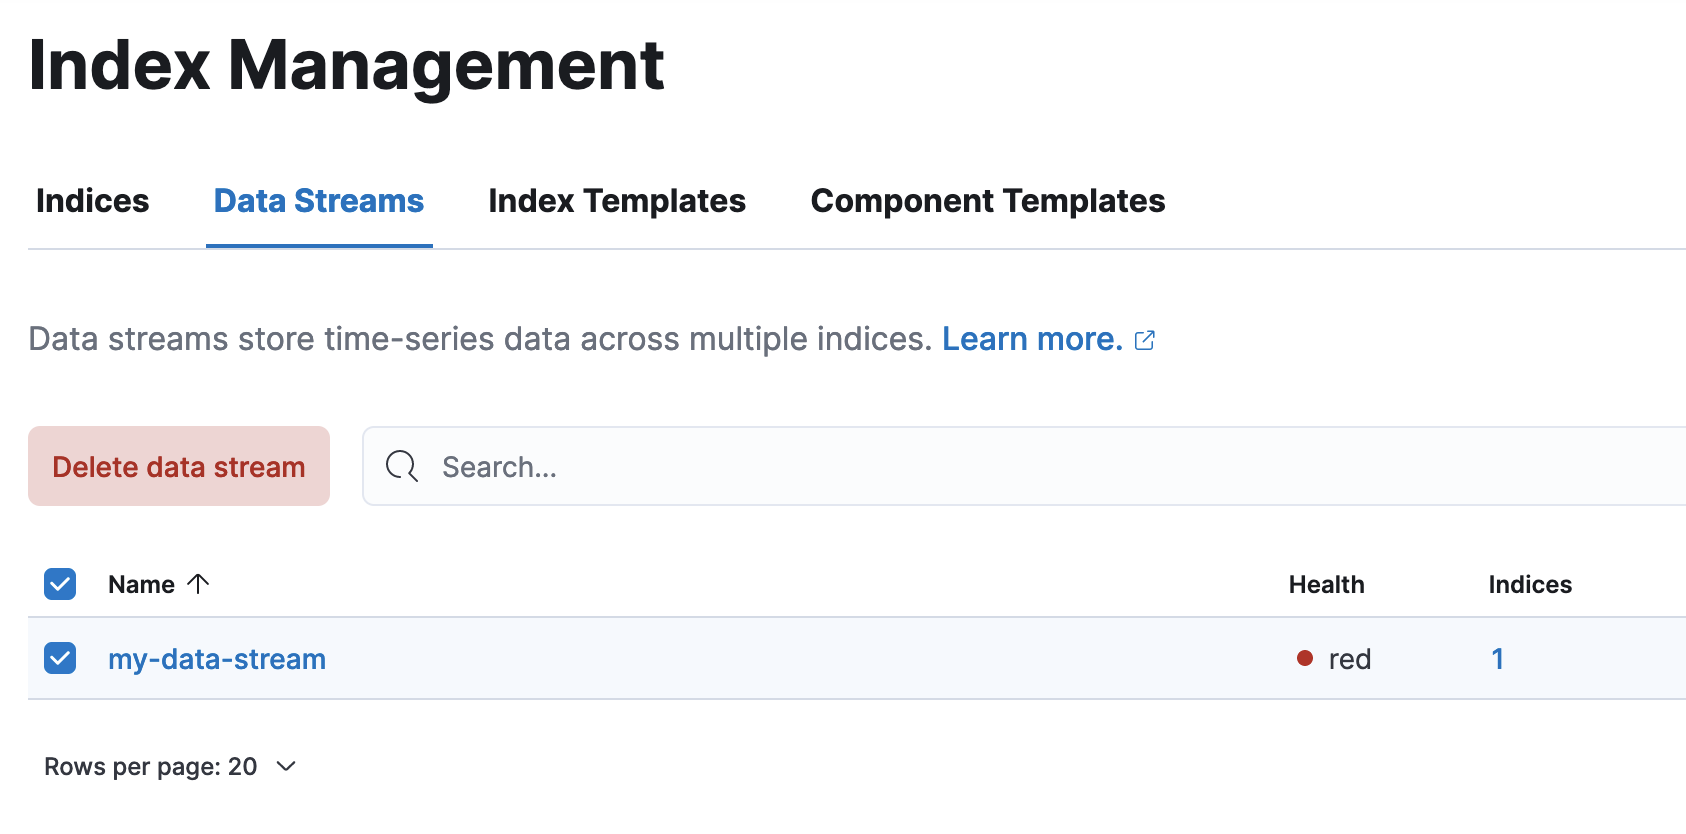 Index Management
Indices Data Streams Index Templates Component Templates
Data streams store time-series data across multiple indices. Learn more.
Delete data stream Search...
Name Health Indices
my-data-stream red 1
Rows per page: 20